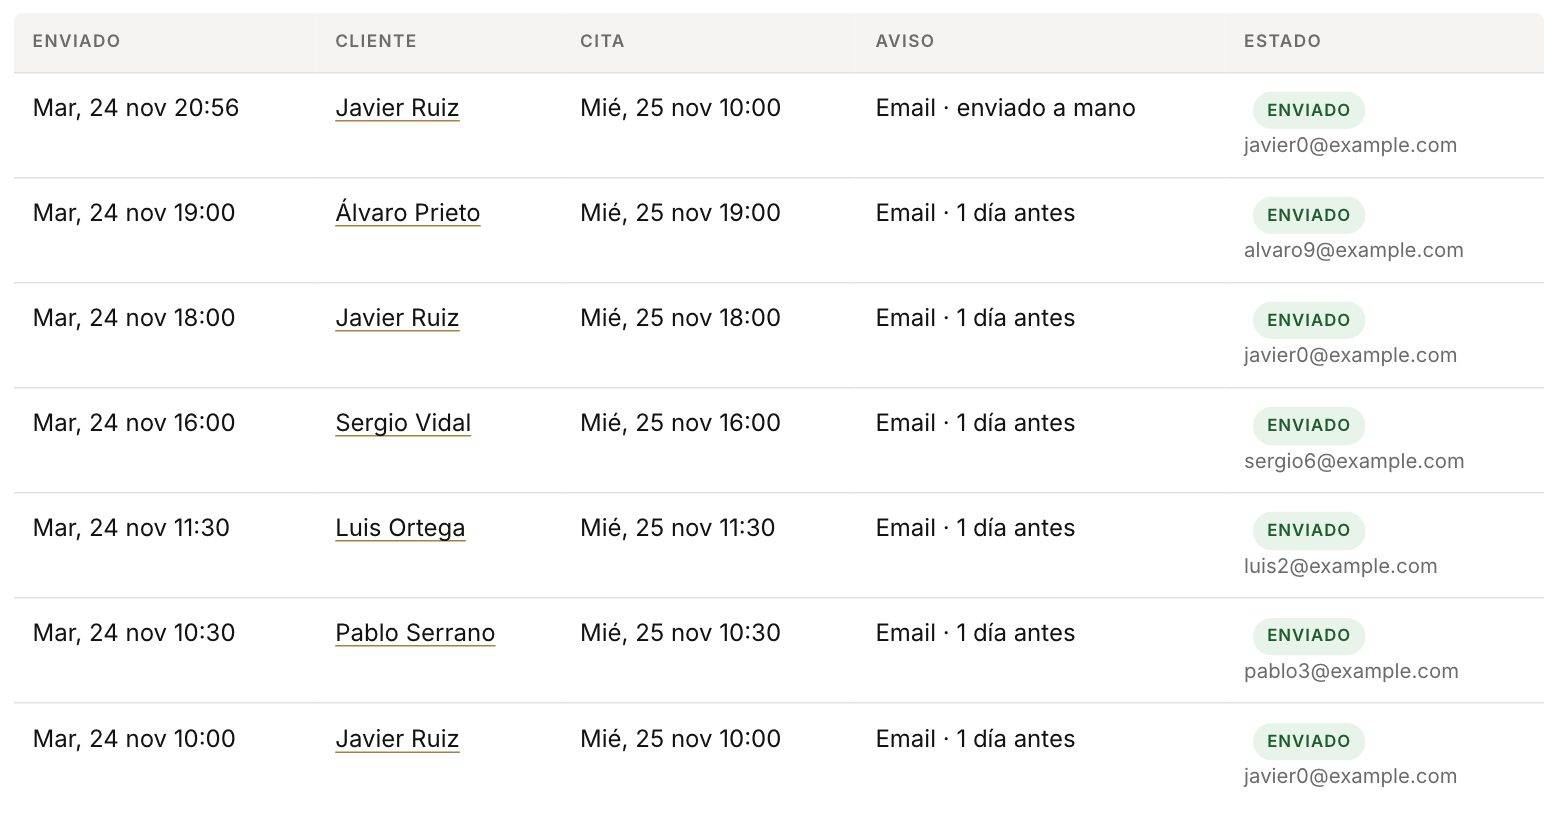 ENVIADO CLIENTE CITA AVISO ESTADO
Mar, 24 nov 20:56 Javier Ruiz Mié, 25 nov 10:00 Email · enviado a mano ENVIADO
javier0@example.com
Mar, 24 nov 19:00 Álvaro Prieto Mié, 25 nov 19:00 Email · 1 día antes ENVIADO
alvaro9@example.com
Mar, 24 nov 18:00 Javier Ruiz Mié, 25 nov 18:00 Email · 1 día antes ENVIADO
javier0@example.com
Mar, 24 nov 16:00 Sergio Vidal Mié, 25 nov 16:00 Email · 1 día antes ENVIADO
sergio6@example.com
Mar, 24 nov 11:30 Luis Ortega Mié, 25 nov 11:30 Email · 1 día antes ENVIADO
luis2@example.com
Mar, 24 nov 10:30 Pablo Serrano Mié, 25 nov 10:30 Email · 1 día antes ENVIADO
pablo3@example.com
Mar, 24 nov 10:00 Javier Ruiz Mié, 25 nov 10:00 Email · 1 día antes ENVIADO
javier0@example.com